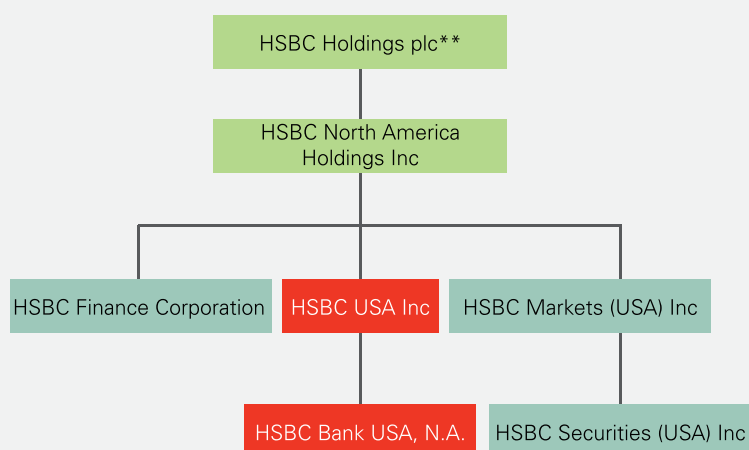 HSBC Holdings plc**
HSBC North America
Holdings Inc
HSBC Finance Corporation
HSBC USA Inc
HSBC Markets (USA) Inc
HSBC Bank USA, N.A.
HSBC Securities (USA) Inc